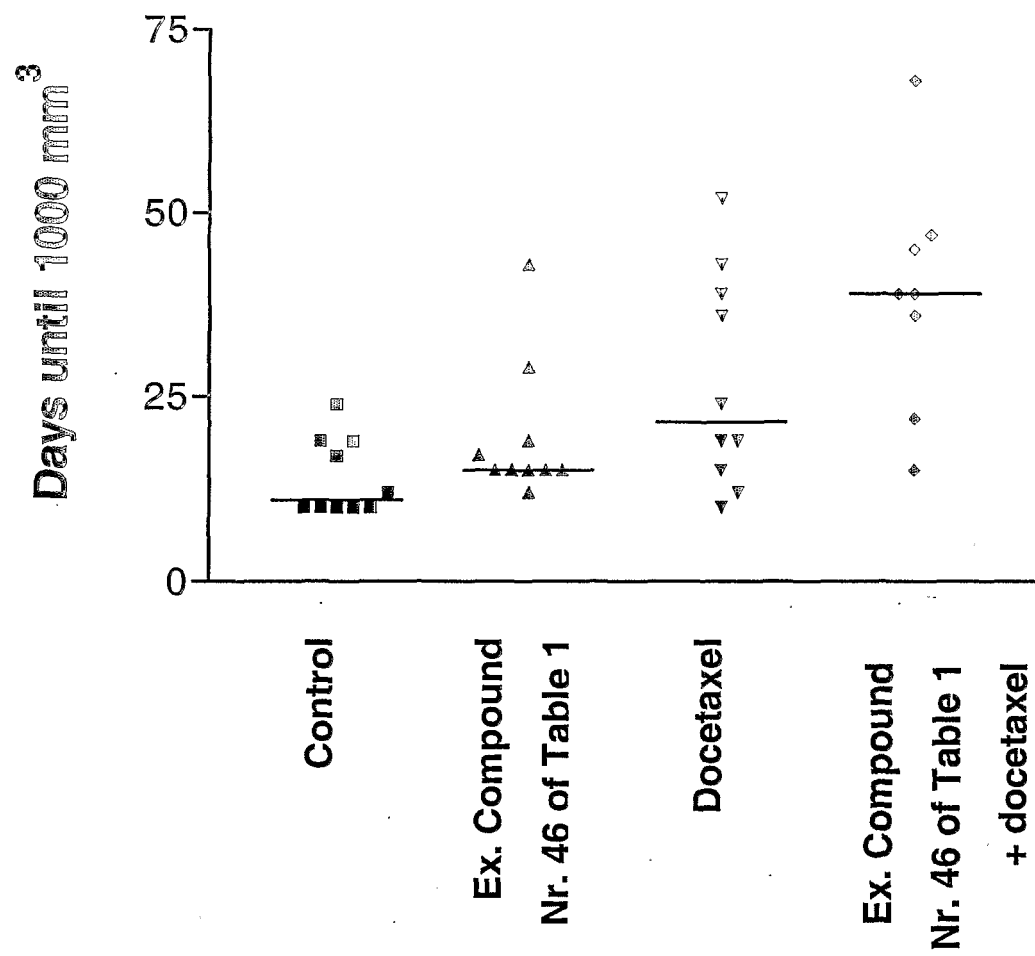 Days until 1000 mm³
75
50
25
0
Control
Ex. Compound
Nr. 46 of Table 1
Docetaxel
Ex. Compound
Nr. 46 of Table 1
+ docetaxel